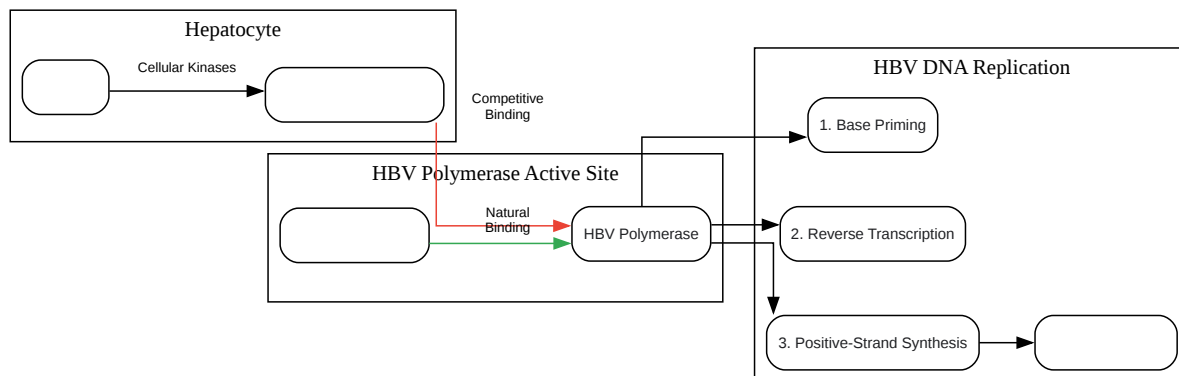 Hepatocyte
Cellular Kinases
Competitive
Binding
HBV DNA Replication
1. Base Priming
HBV Polymerase Active Site
Natural
Binding
HBV Polymerase
2. Reverse Transcription
3. Positive-Strand Synthesis